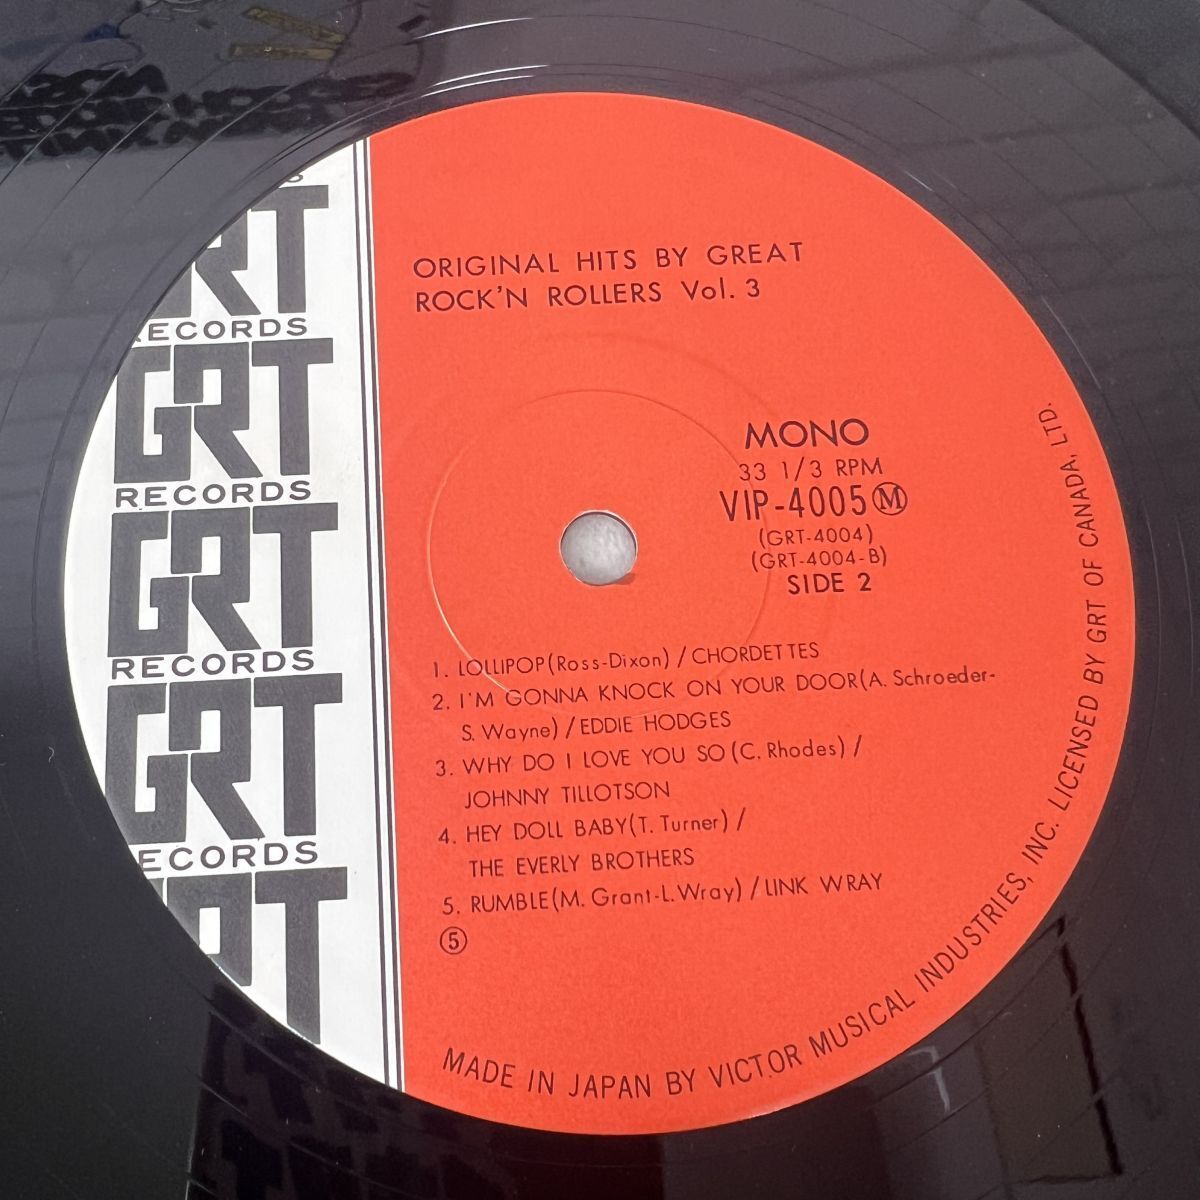 GRT
RECORDS
GRT
RECORDS
GRT
RECORDS
GRT
RECORDS
GRT
ORIGINAL HITS BY GREAT
ROCK'N ROLLERS Vol. 3
MONO
33 1/3 RPM
VIP-4005 Ⓜ
(GRT-4004)
(GRT-4004-B)
SIDE 2
1. LOLLIPOP(Ross-Dixon) / CHORDETTES
2. I'M GONNA KNOCK ON YOUR DOOR(A. Schroeder-
S. Wayne) / EDDIE HODGES
3. WHY DO I LOVE YOU SO (C. Rhodes) /
JOHNNY TILLOTSON
4. HEY DOLL BABY(T. Turner) /
THE EVERLY BROTHERS
5. RUMBLE(M. Grant-L. Wray) / LINK WRAY
⑤
MADE IN JAPAN BY VICTOR MUSICAL INDUSTRIES, INC. LICENSED BY GRT OF CANADA, LTD.